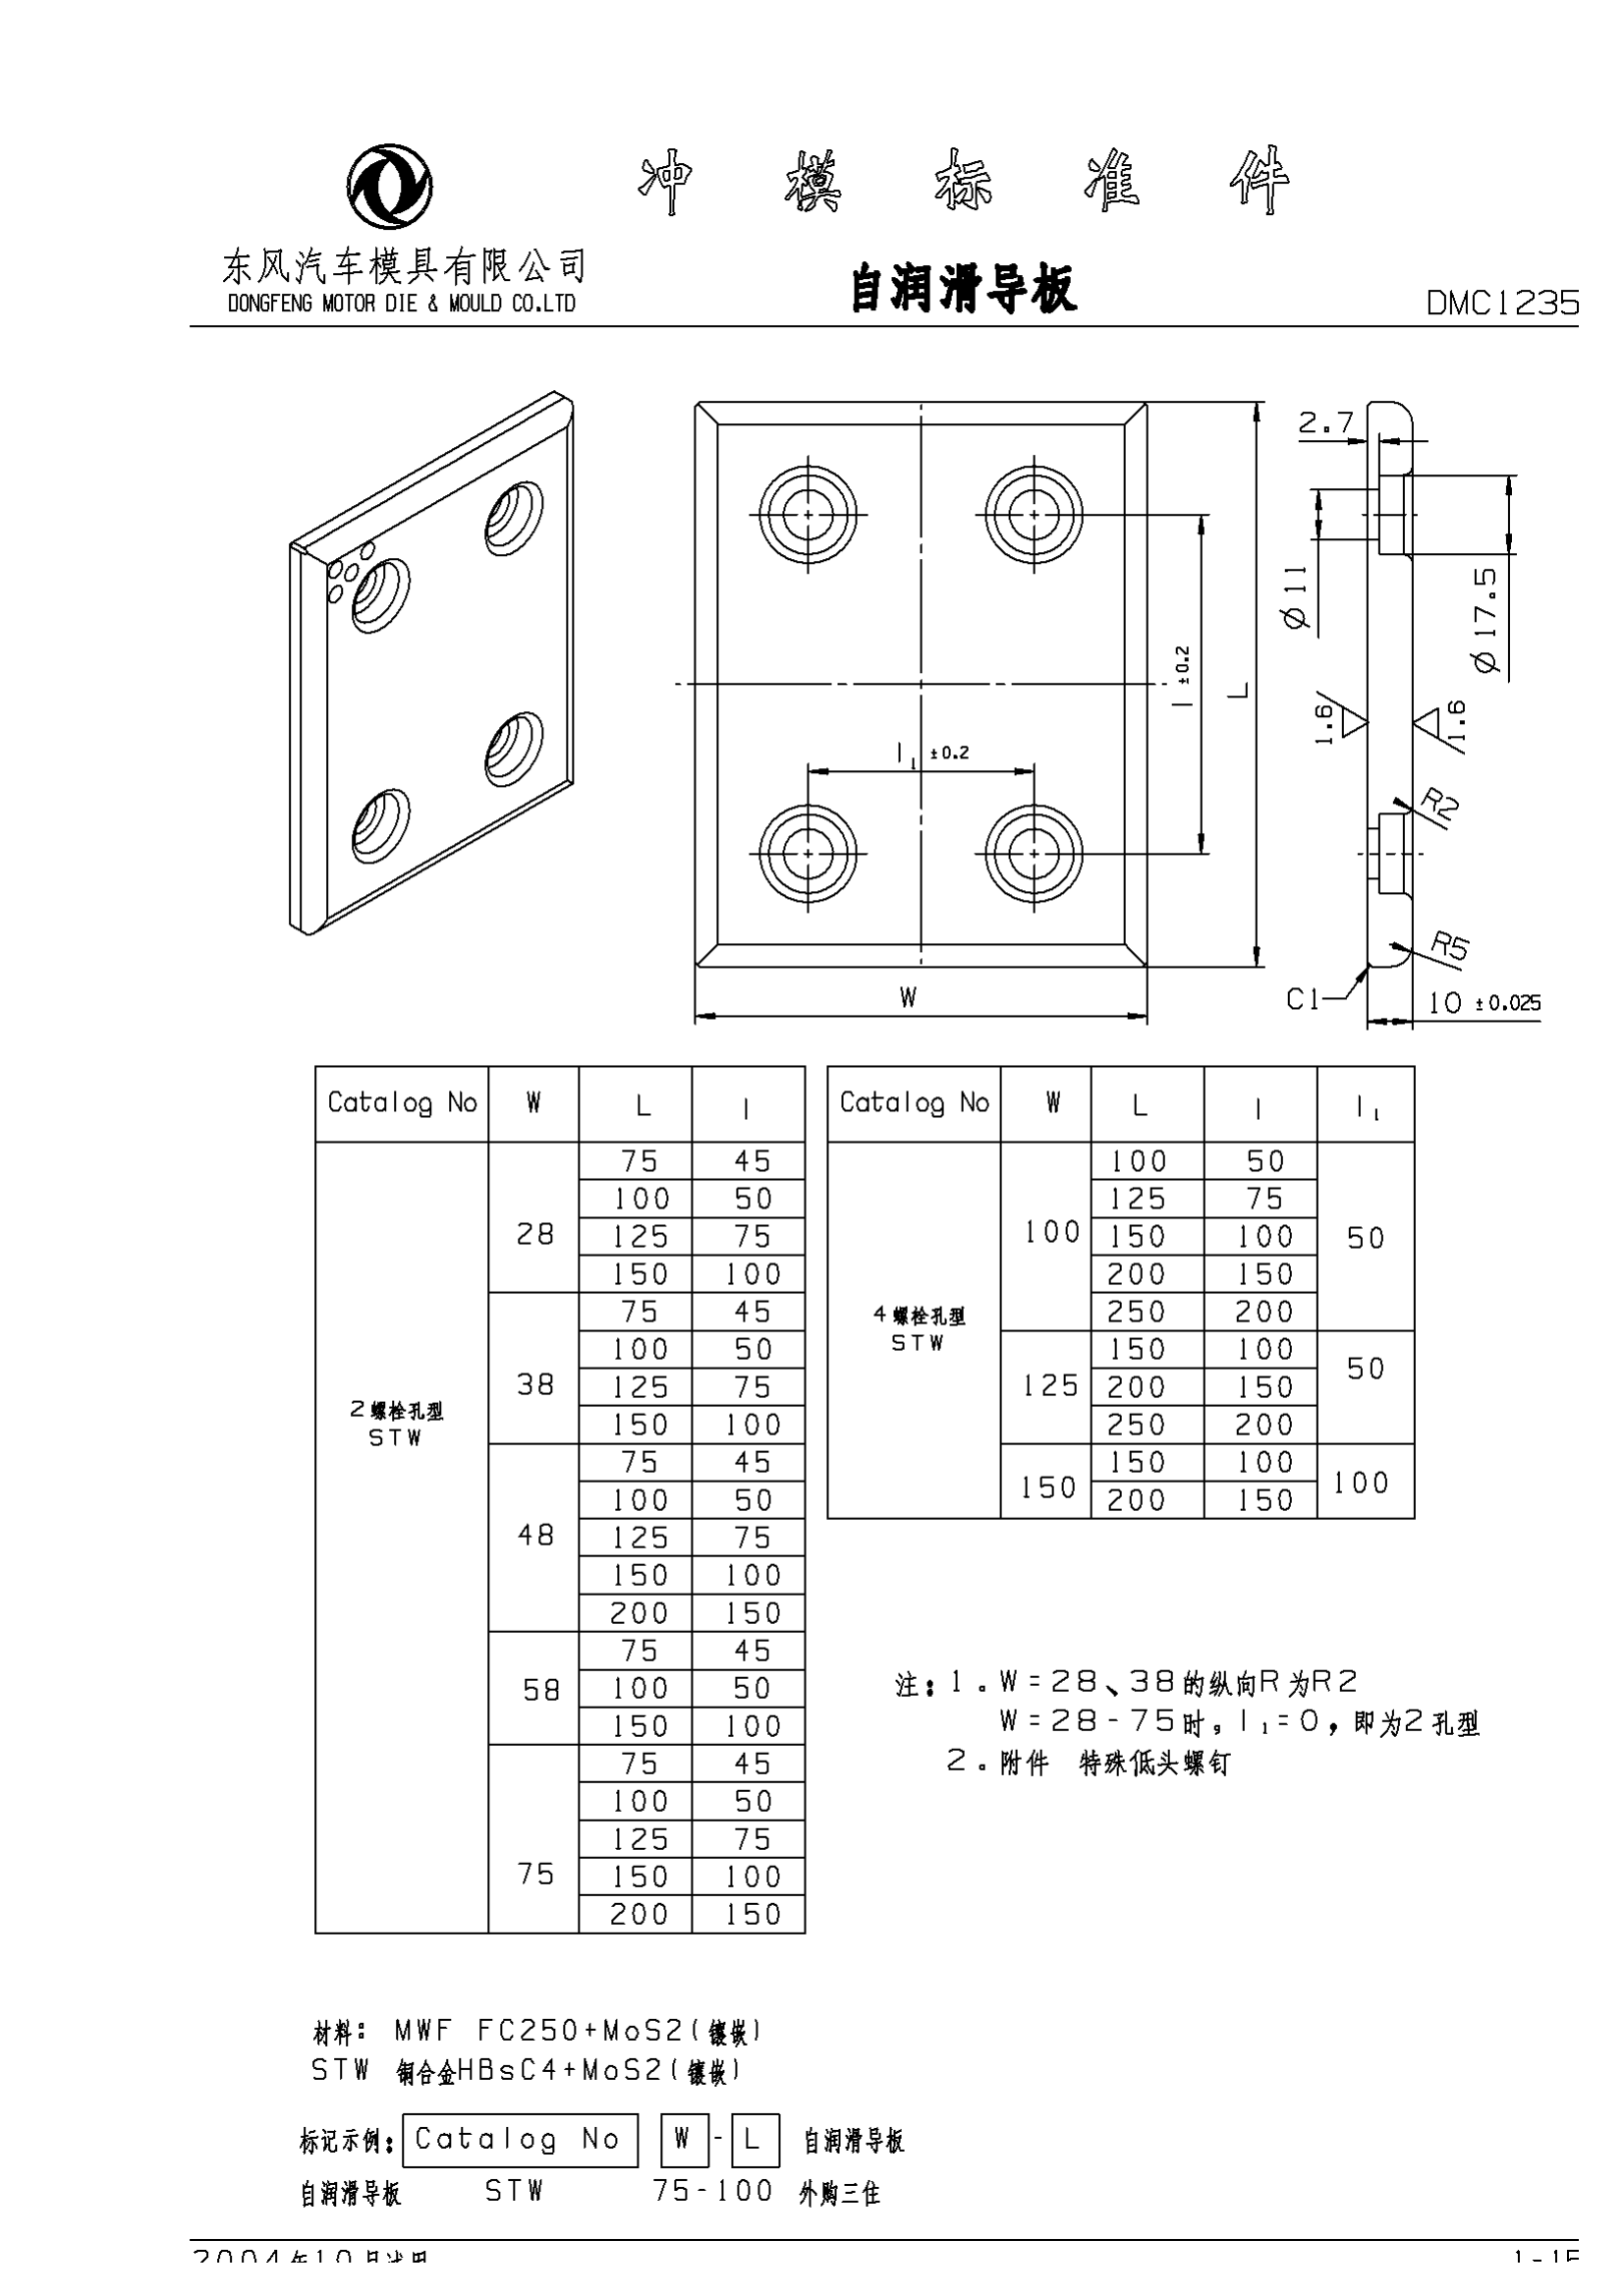 冲模标准件
东风汽车模具有限公司
DONGFENG MOTOR DIE & MOULD CO.LTD
自润滑导板
DMC1235
2.7
Ø11
Ø17.5
l ±0.2
L
l₁ ±0.2
1.6
1.6
R2
R5
W
C1
10 ±0.025
Catalog No W L l
2螺栓孔型
STW
28
75 45
100 50
125 75
150 100
38
75 45
100 50
125 75
150 100
48
75 45
100 50
125 75
150 100
200 150
58
75 45
100 50
150 100
75
75 45
100 50
125 75
150 100
200 150
Catalog No W L l l₁
4螺栓孔型
STW
100
100 50
125 75
150 100
200 150
250 200
50
125
150 100
200 150
250 200
50
150
150 100
200 150
100
注:1。W=28、38的纵向R为R2
W=28-75时。l₁=0,即为2孔型
2。附件 特殊低头螺钉
材料: MWF FC250+MoS2(镶嵌)
STW 铜合金HBsC4+MoS2(镶嵌)
标记示例: Catalog No W - L 自润滑导板
自润滑导板 STW 75-100 外购三住
2004年10月